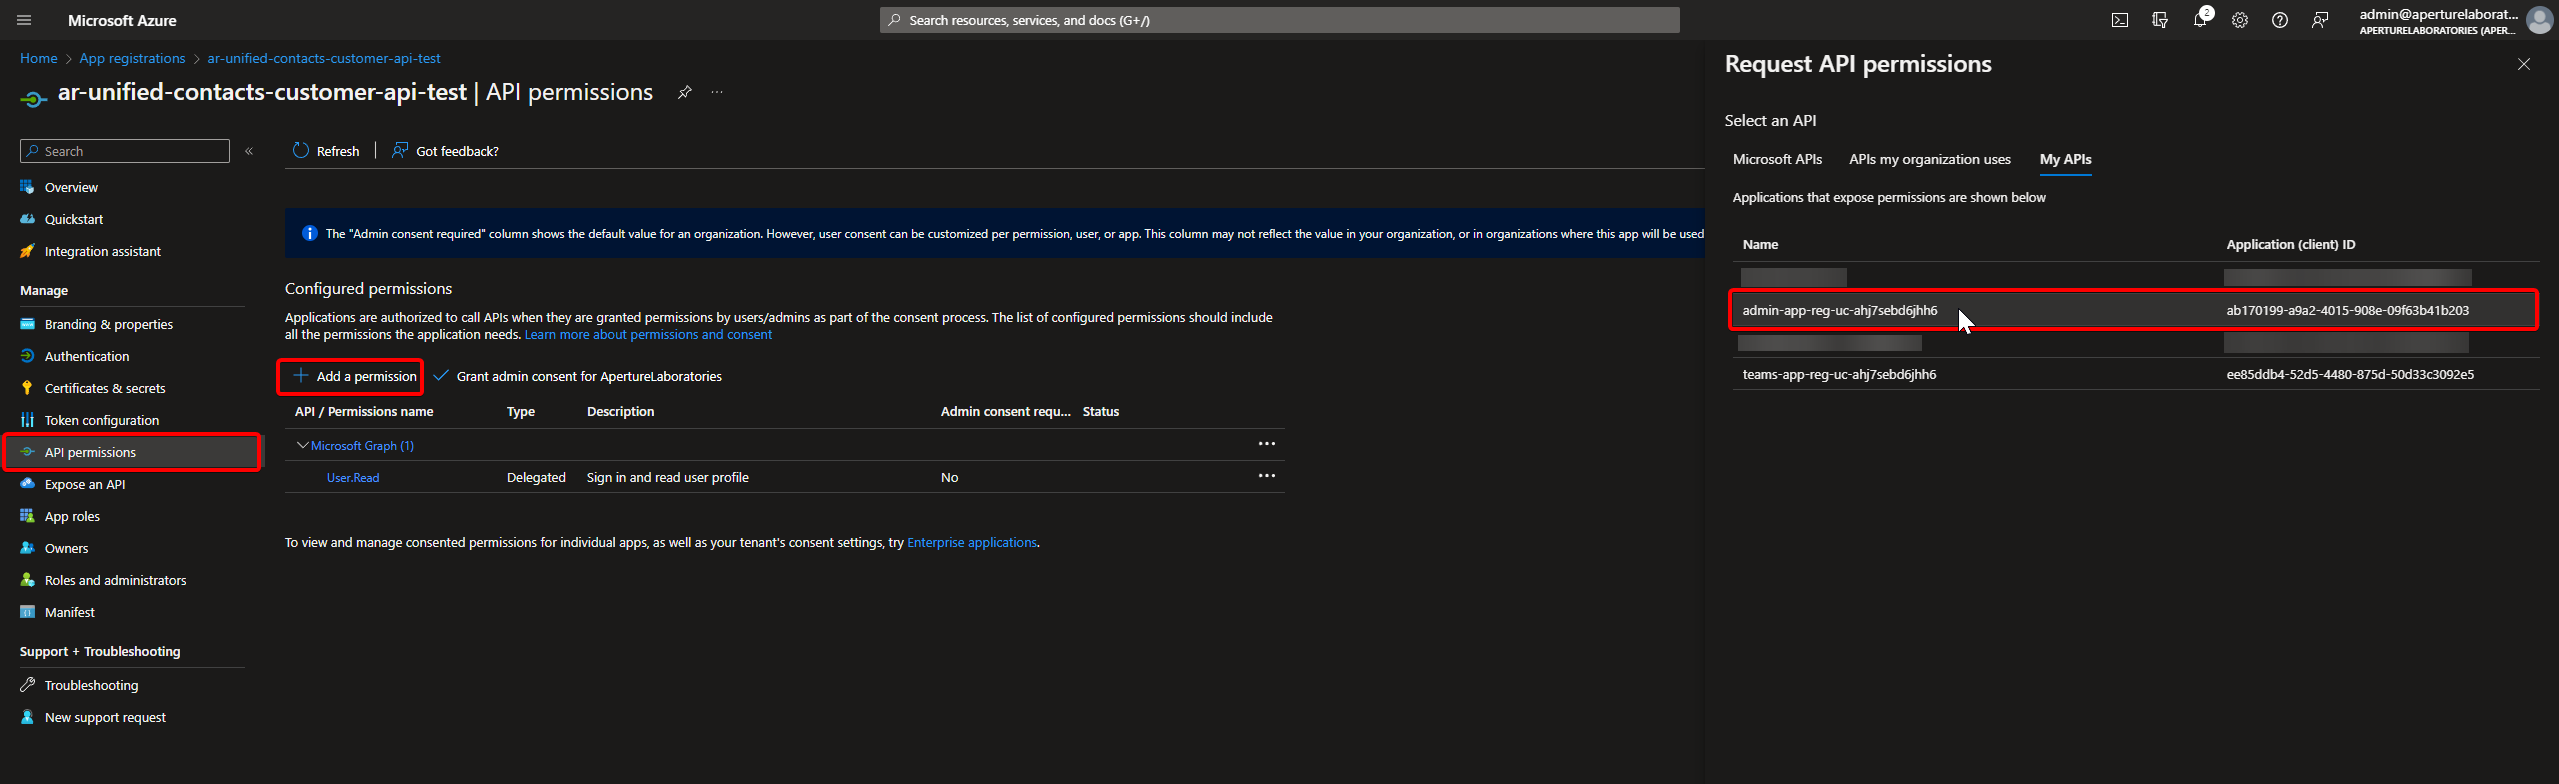 Microsoft Azure
Search resources, services, and docs (G+/)
2
admin@aperturelaborat...
APERTURELABORATORIES (APER...
Home > App registrations > ar-unified-contacts-customer-api-test
ar-unified-contacts-customer-api-test | API permissions
Search
Overview
Quickstart
Integration assistant
Manage
Branding & properties
Authentication
Certificates & secrets
Token configuration
API permissions
Expose an API
App roles
Owners
Roles and administrators
Manifest
Support + Troubleshooting
Troubleshooting
New support request
Refresh
Got feedback?
The "Admin consent required" column shows the default value for an organization. However, user consent can be customized per permission, user, or app. This column may not reflect the value in your organization, or in organizations where this app will be used
Configured permissions
Applications are authorized to call APIs when they are granted permissions by users/admins as part of the consent process. The list of configured permissions should include
all the permissions the application needs. Learn more about permissions and consent
Add a permission
Grant admin consent for ApertureLaboratories
API / Permissions name Type Description Admin consent requ... Status
Microsoft Graph (1)
User.Read Delegated Sign in and read user profile No
To view and manage consented permissions for individual apps, as well as your tenant's consent settings, try Enterprise applications.
Request API permissions
Select an API
Microsoft APIs APIs my organization uses My APIs
Applications that expose permissions are shown below
Name Application (client) ID
admin-app-reg-uc-ahj7sebd6jhh6 ab170199-a9a2-4015-908e-09f63b41b203
teams-app-reg-uc-ahj7sebd6jhh6 ee85ddb4-52d5-4480-875d-50d33c3092e5